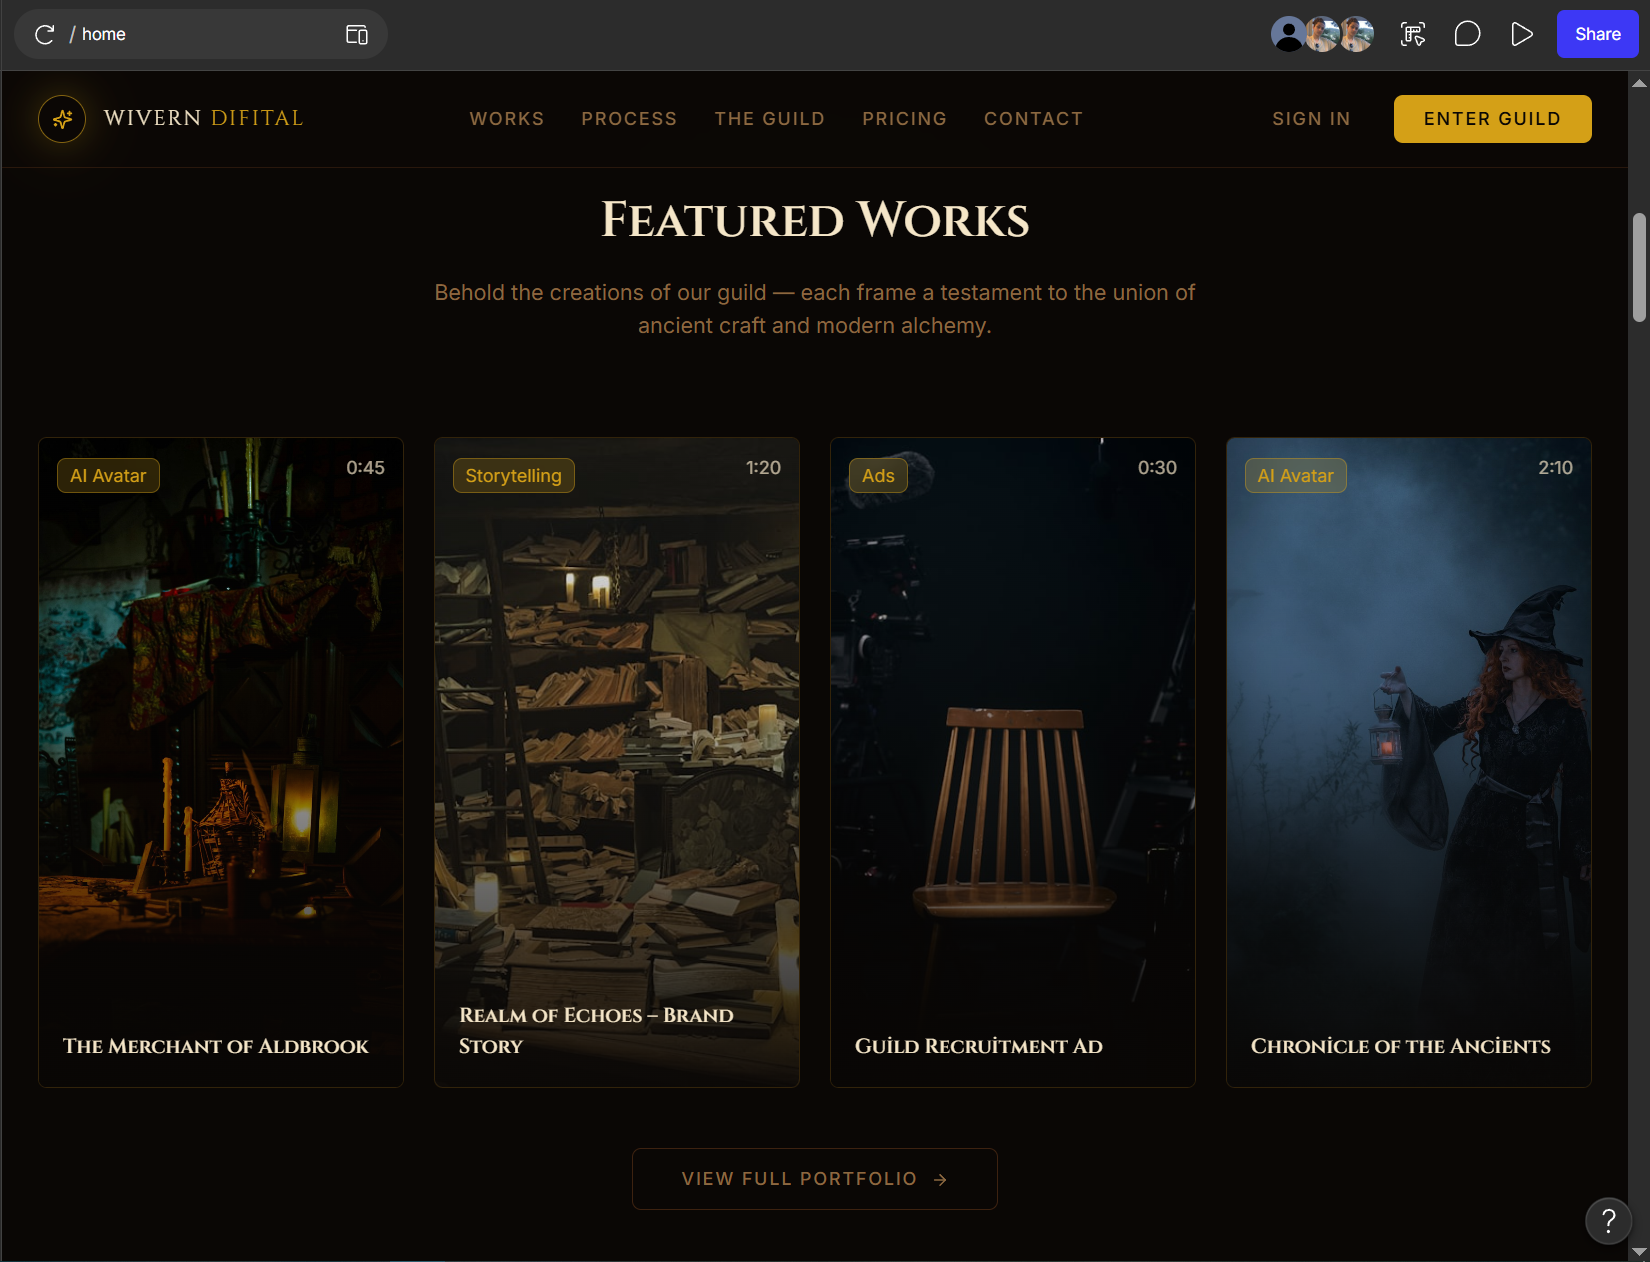 / home
Share
WIVERN DIFITAL
WORKS
PROCESS
THE GUILD
PRICING
CONTACT
SIGN IN
ENTER GUILD
Featured Works
Behold the creations of our guild — each frame a testament to the union of
ancient craft and modern alchemy.
AI Avatar
0:45
The Merchant of Aldbrook
Storytelling
1:20
Realm of Echoes – Brand
Story
Ads
0:30
Guild Recruitment Ad
AI Avatar
2:10
Chronicle of the Ancients
VIEW FULL PORTFOLIO →
?